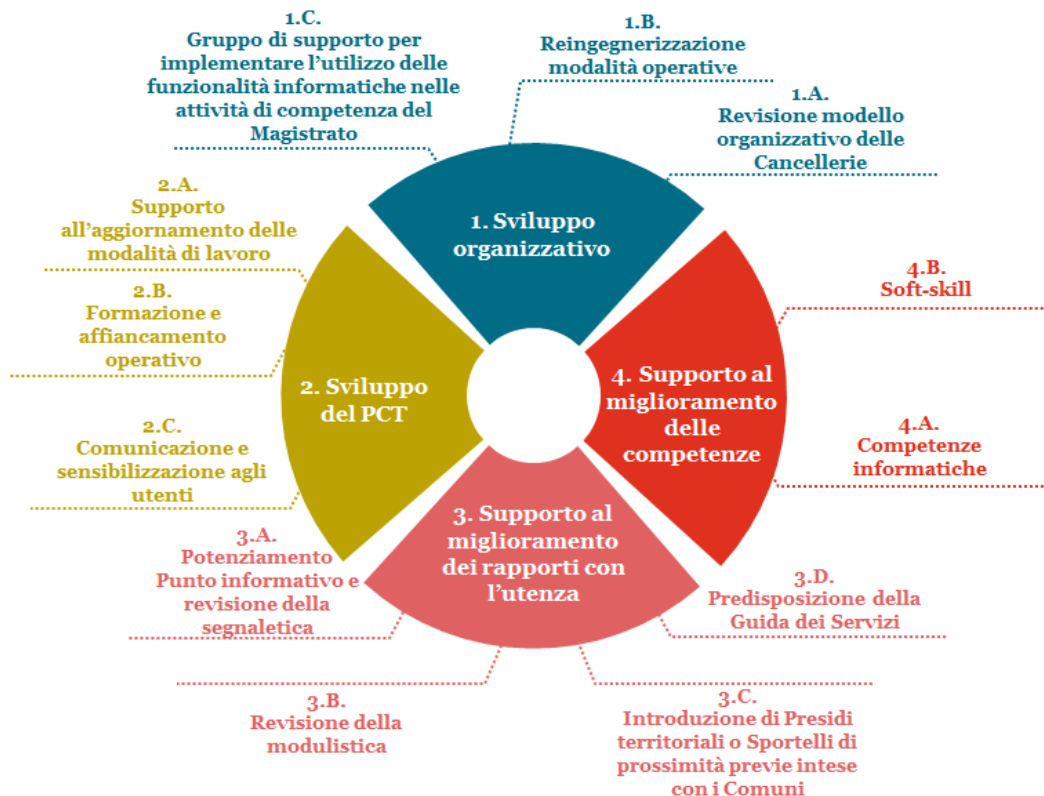 1.C.
Gruppo di supporto per
implementare l'utilizzo delle
funzionalità informatiche nelle
attività di competenza del
Magistrato
1.B.
Reingegnerizzazione
modalità operative
1.A.
Revisione modello
organizzativo delle
Cancellerie
1. Sviluppo
organizzativo
2.A.
Supporto
all'aggiornamento delle
modalità di lavoro
2.B.
Formazione e
affiancamento
operativo
2.C.
Comunicazione e
sensibilizzazione agli
utenti
2. Sviluppo
del PCT
4. Supporto al
miglioramento
delle
competenze
4.B.
Soft-skill
4.A.
Competenze
informatiche
3. Supporto al
miglioramento
dei rapporti con
l'utenza
3.A.
Potenziamento
Punto informativo e
revisione della
segnaletica
3.B.
Revisione della
modulistica
3.C.
Introduzione di Presidi
territoriali o Sportelli di
prossimità previe intese
con i Comuni
3.D.
Predisposizione della
Guida dei Servizi